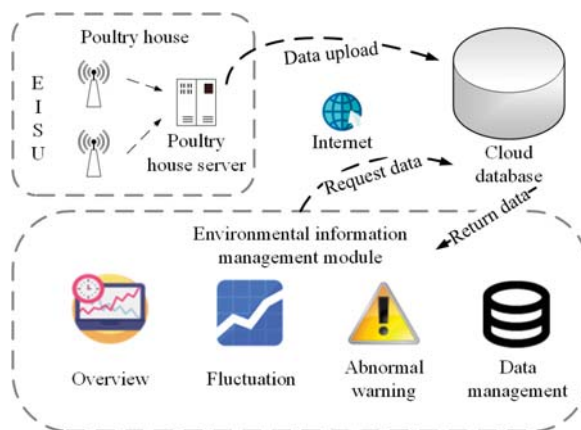 Poultry house
EISU
Poultry
house server
Data upload
Internet
Cloud
database
Request data
Return data
Environmental information
management module
Overview
Fluctuation
Abnormal
warning
Data
management